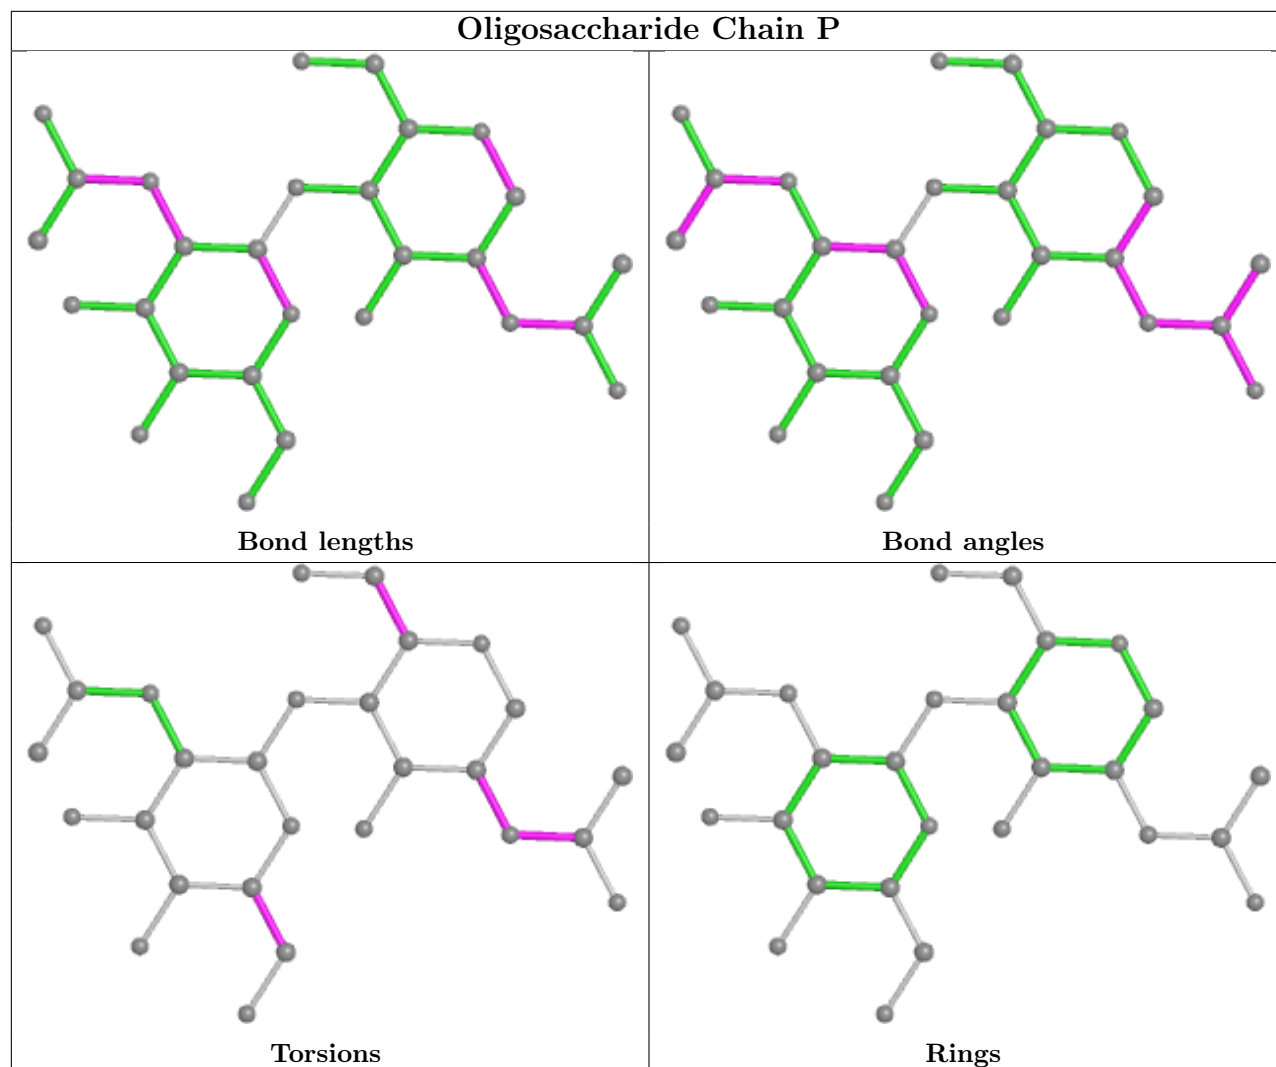 Oligosaccharide Chain P
Bond lengths
Bond angles
Torsions
Rings